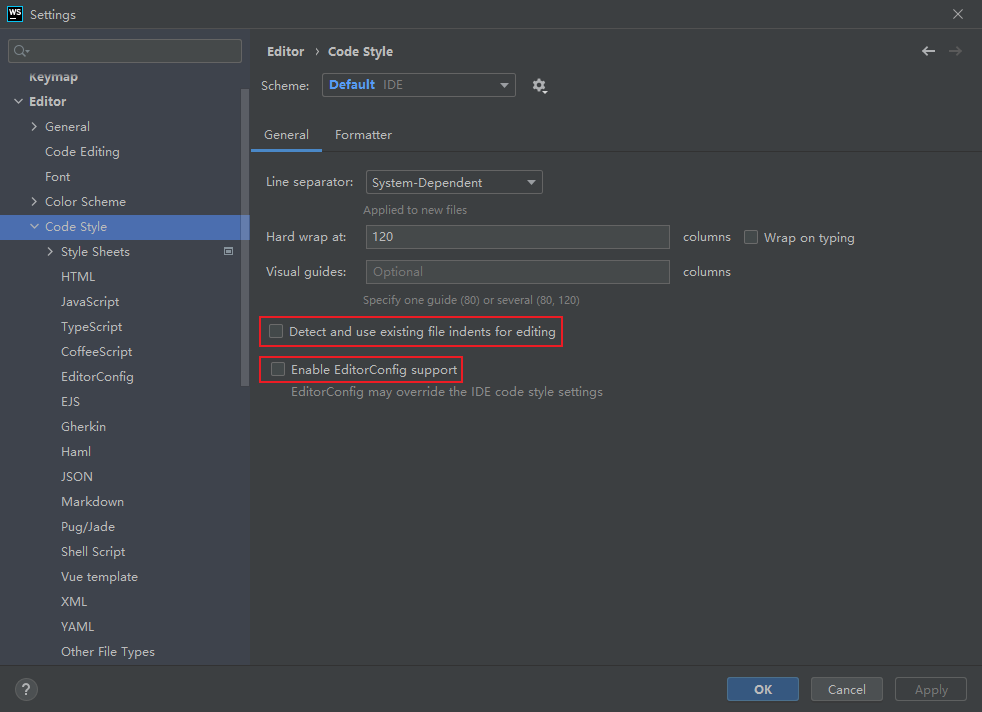 WS Settings
Keymap
Editor
General
Code Editing
Font
Color Scheme
Code Style
Style Sheets
HTML
JavaScript
TypeScript
CoffeeScript
EditorConfig
EJS
Gherkin
Haml
JSON
Markdown
Pug/Jade
Shell Script
Vue template
XML
YAML
Other File Types
Editor › Code Style
Scheme: Default IDE
General Formatter
Line separator: System-Dependent
Applied to new files
Hard wrap at: 120 columns Wrap on typing
Visual guides: Optional columns
Specify one guide (80) or several (80, 120)
Detect and use existing file indents for editing
Enable EditorConfig support
EditorConfig may override the IDE code style settings
? OK Cancel Apply